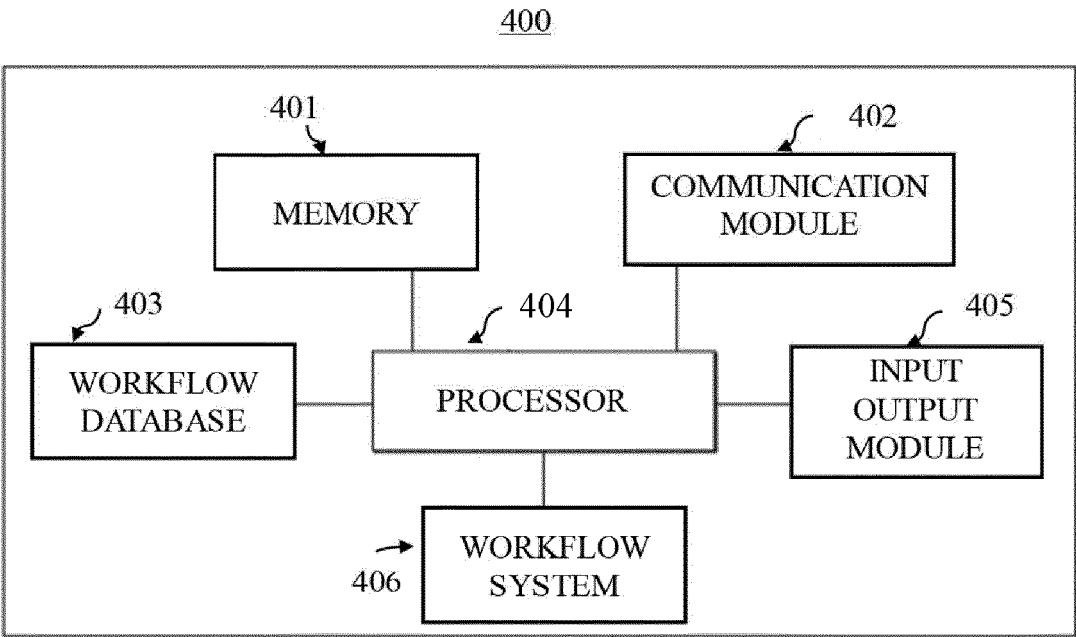 400
401
402
MEMORY
COMMUNICATION
MODULE
403
404
405
WORKFLOW
DATABASE
PROCESSOR
INPUT
OUTPUT
MODULE
406
WORKFLOW
SYSTEM